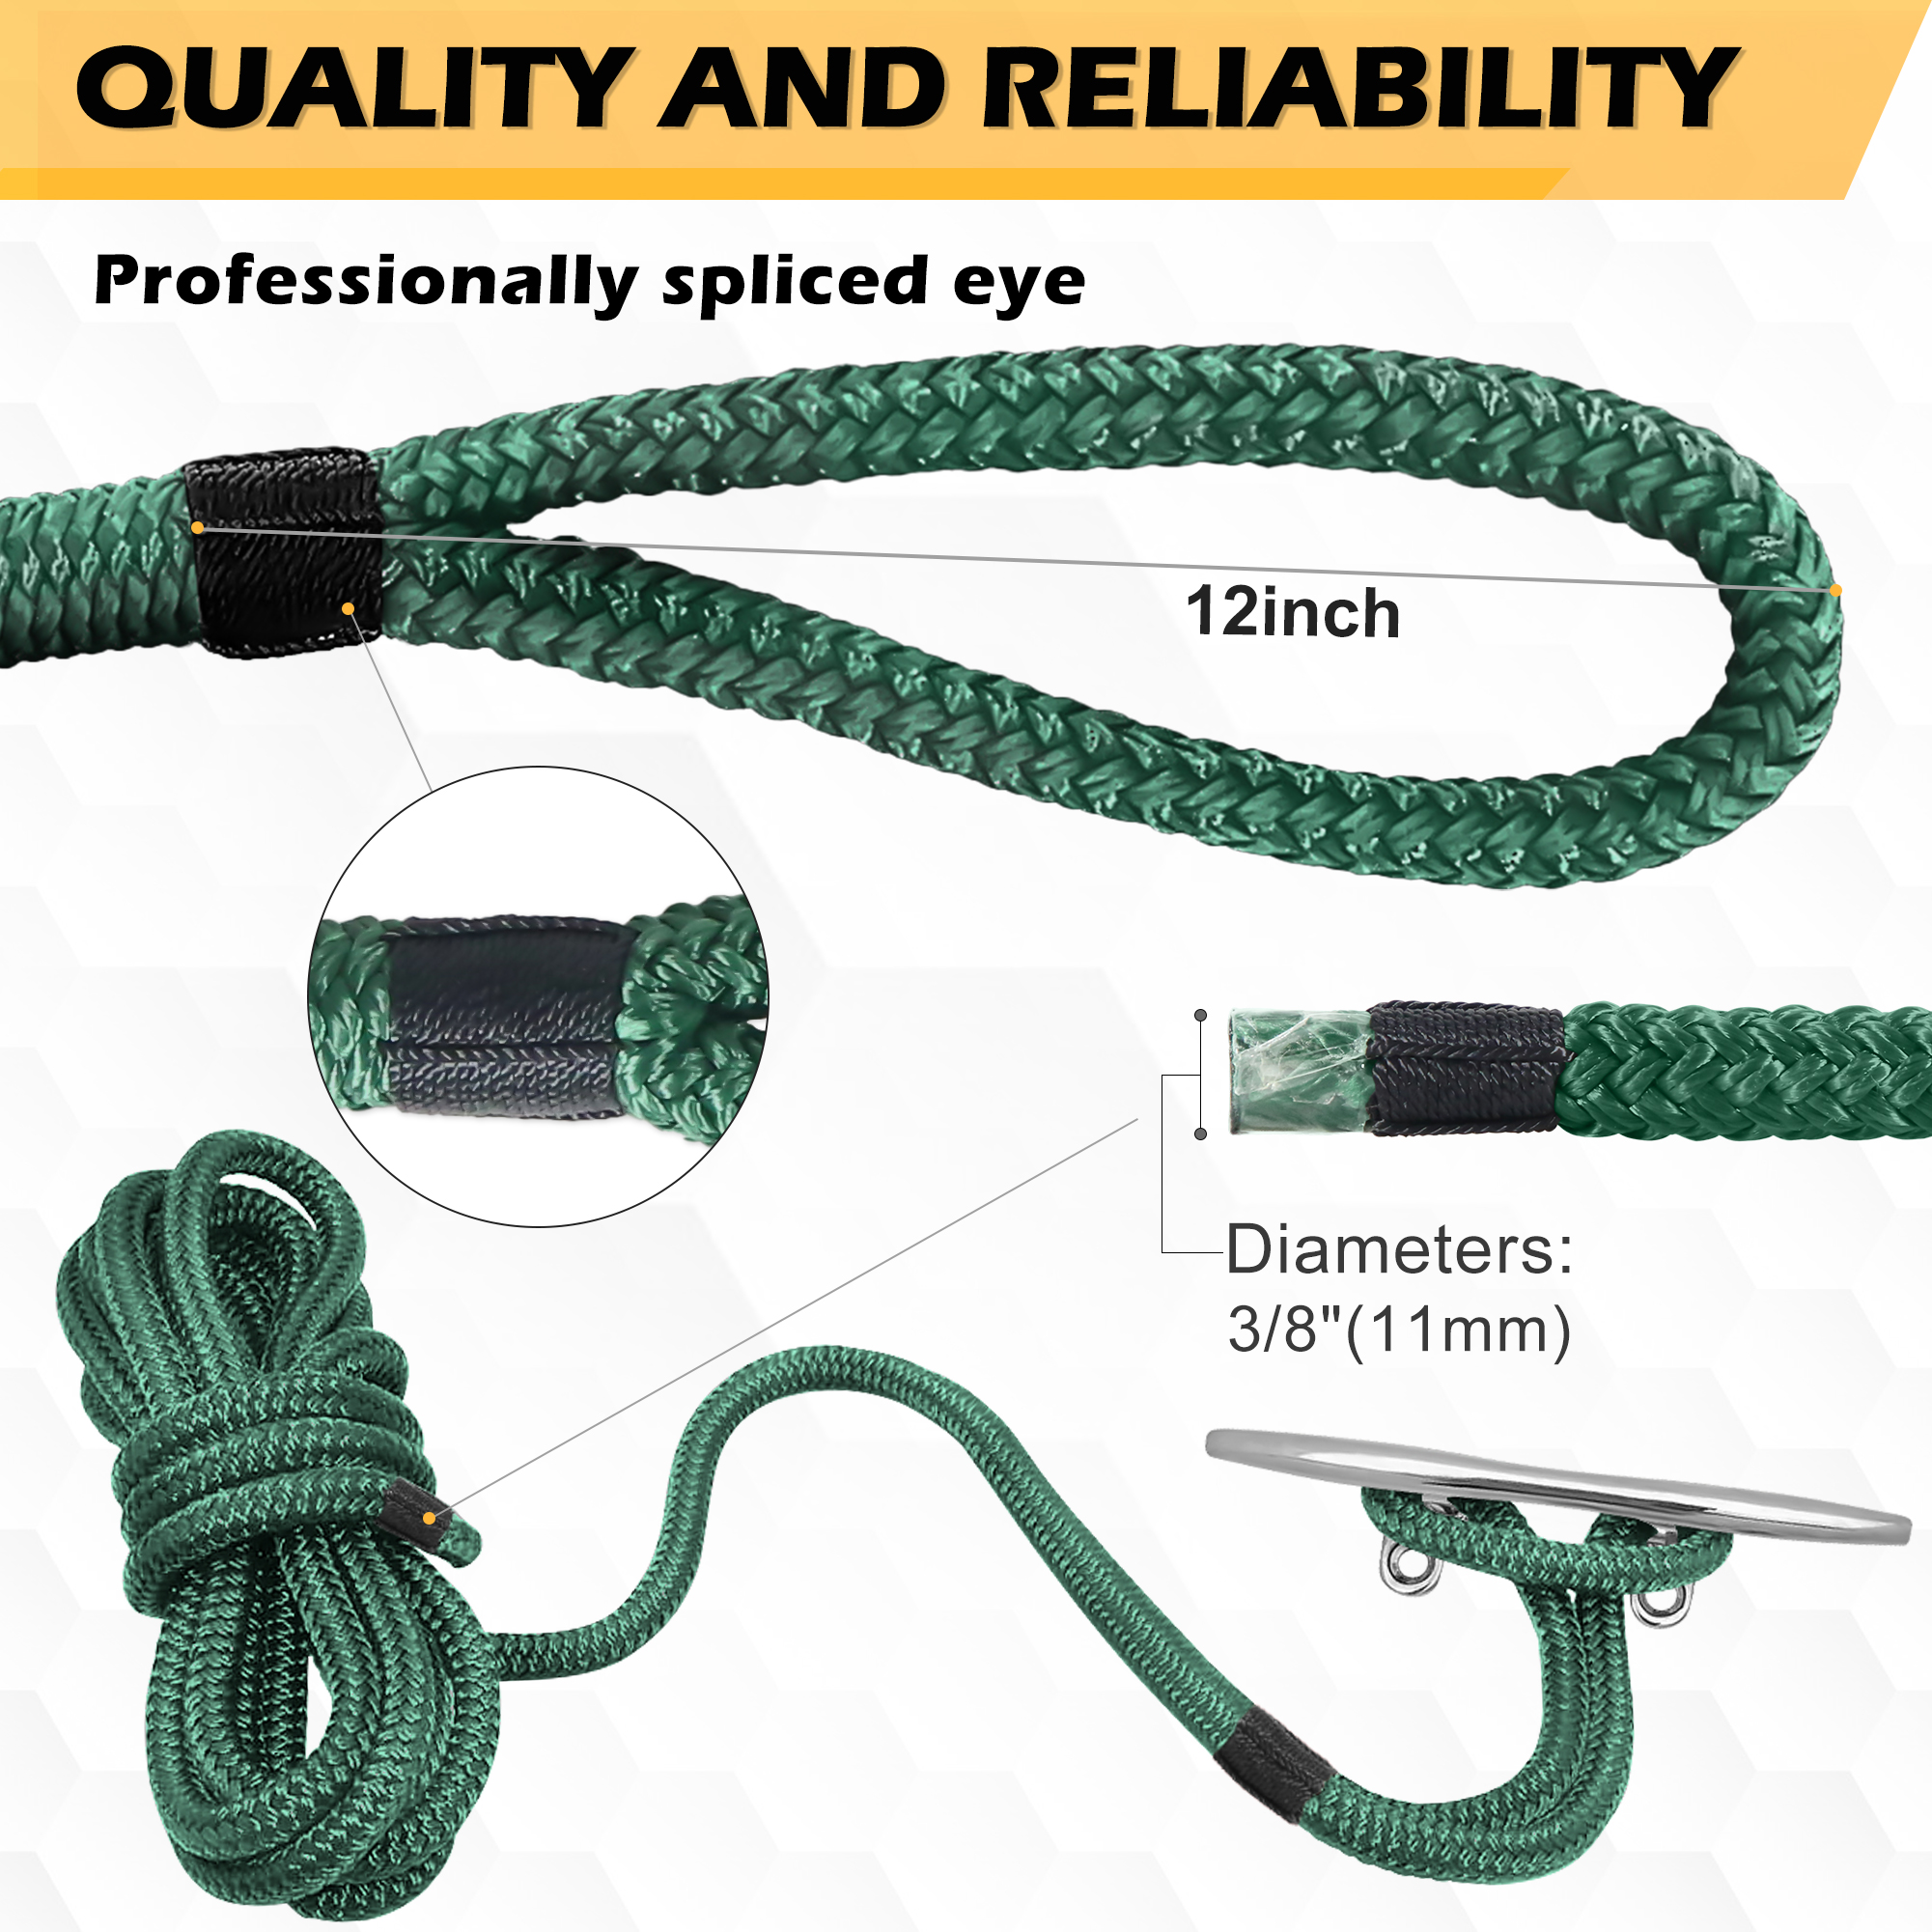 QUALITY AND RELIABILITY
Professionally spliced eye
12inch
Diameters:
3/8"(11mm)